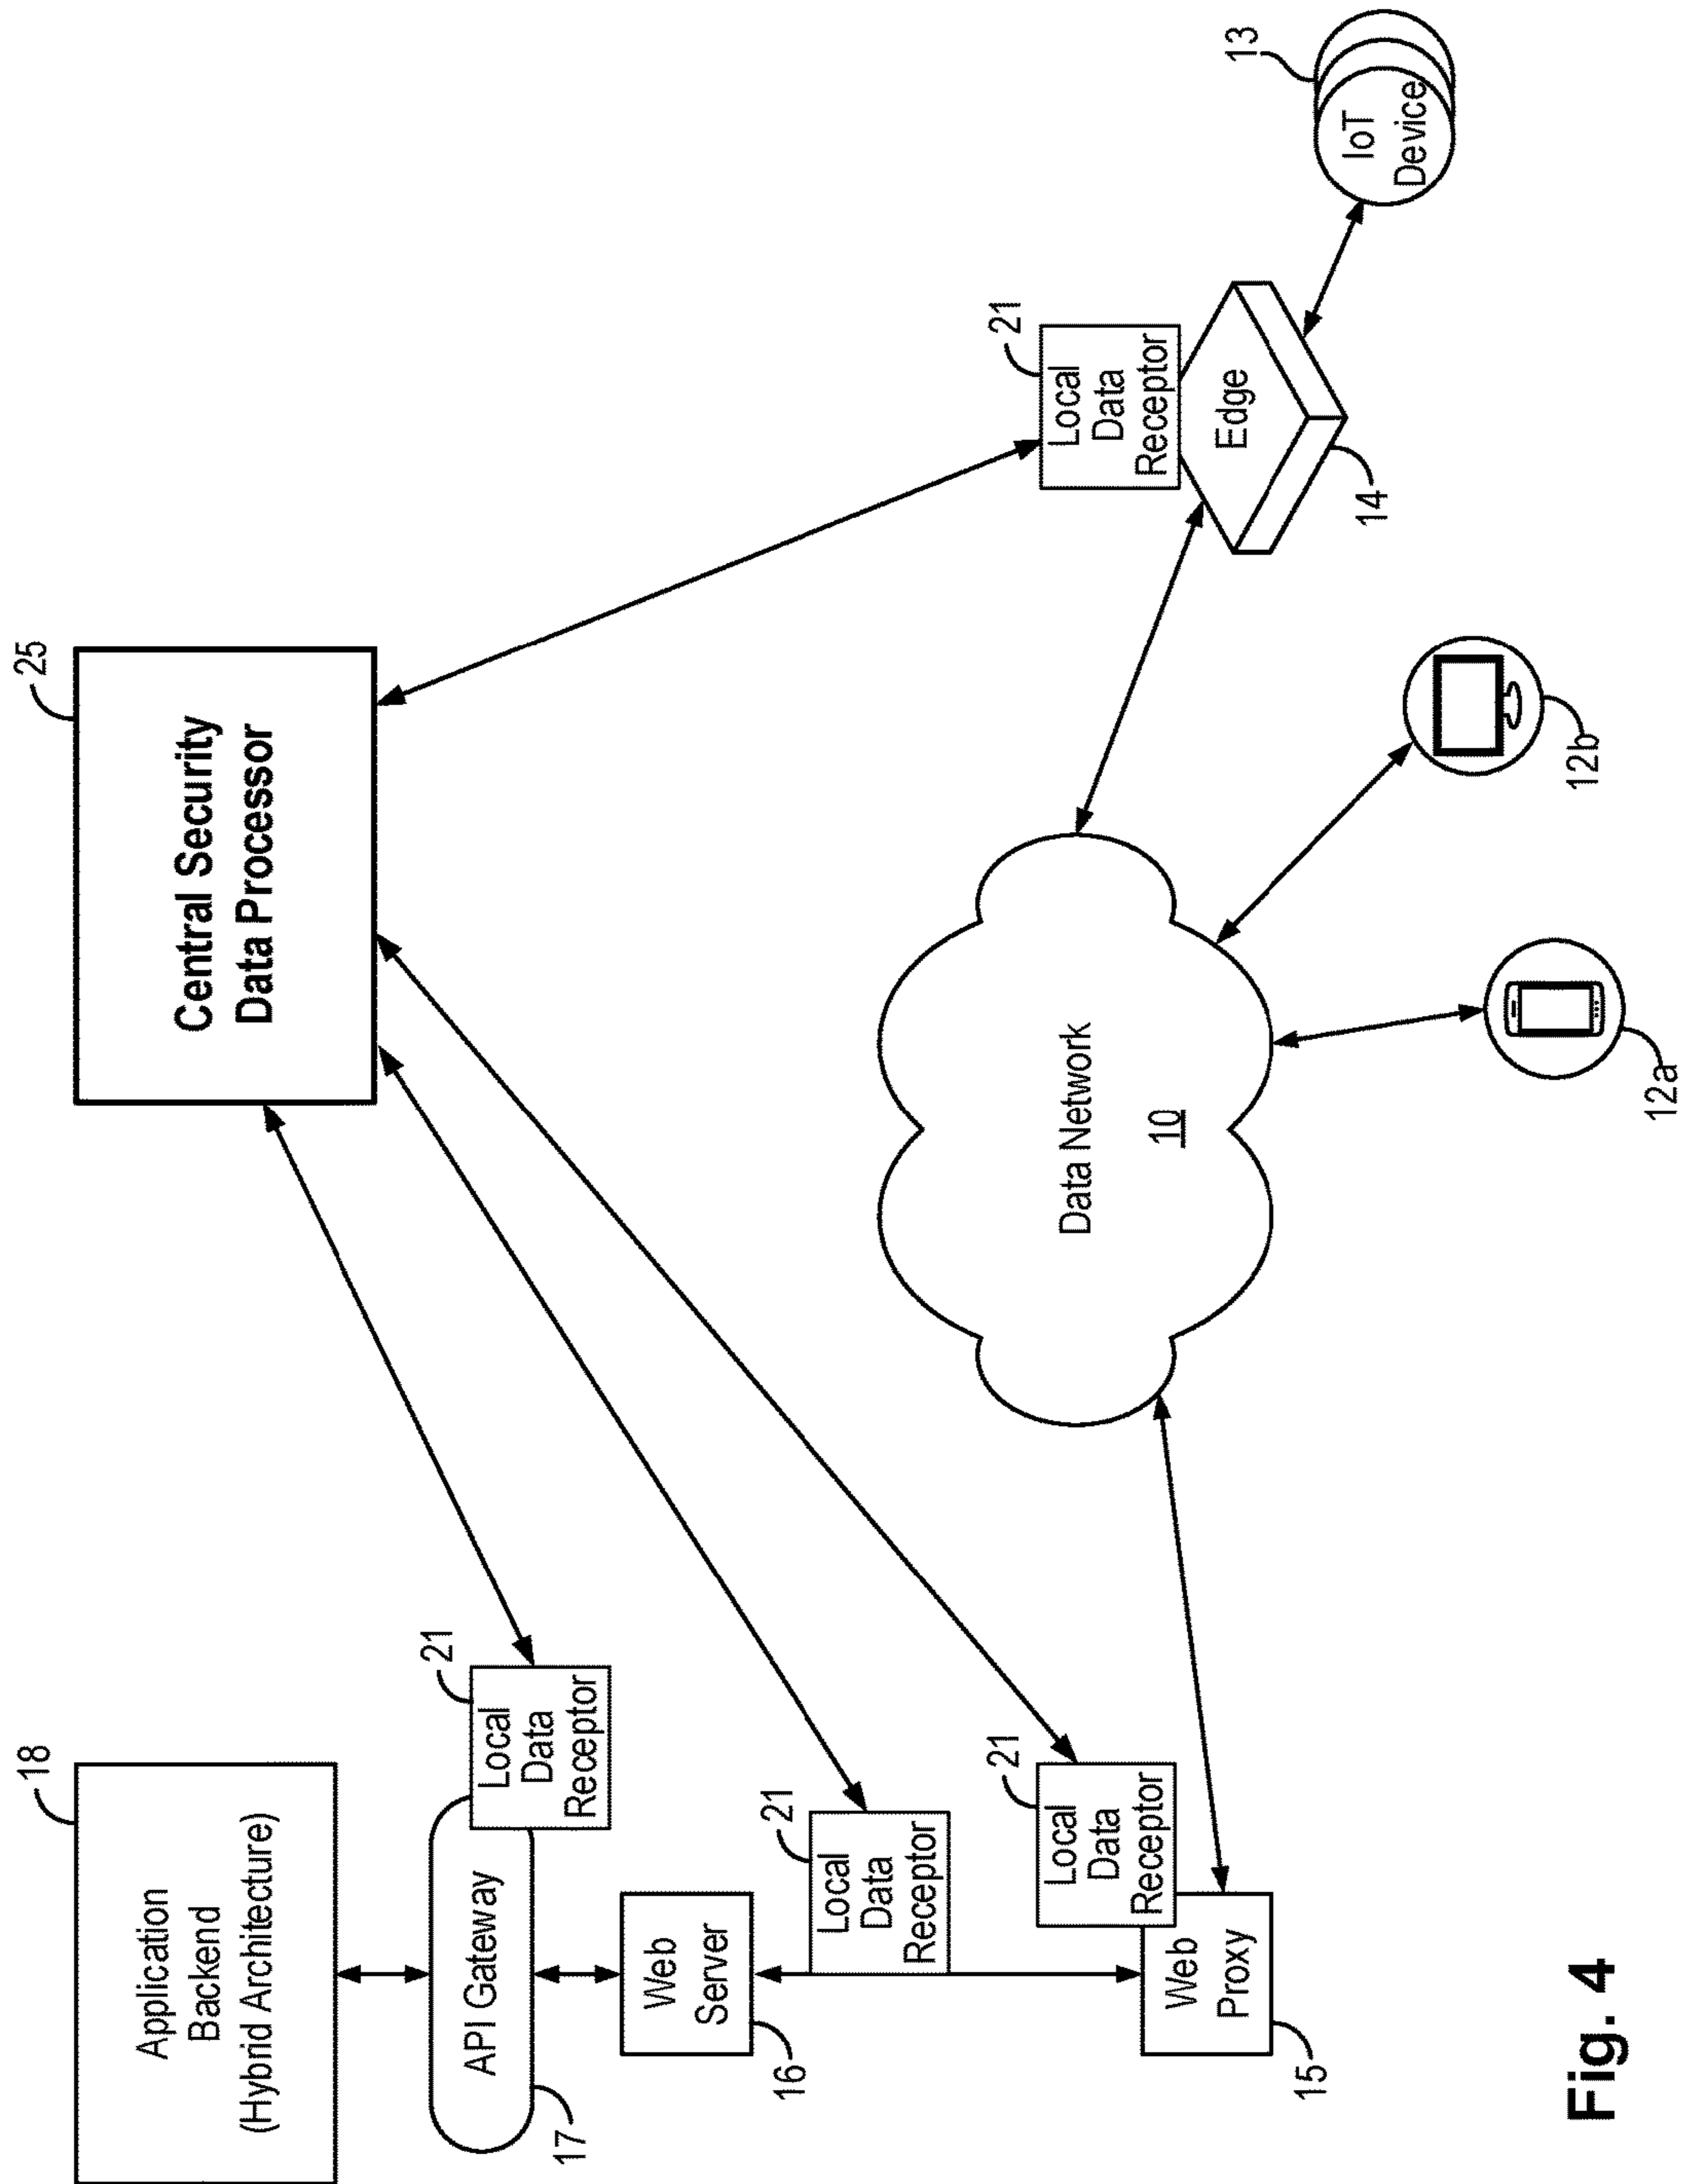 18
Application
Backend
(Hybrid Architecture)
25
Central Security
Data Processor
API Gateway
17
21
Local
Data
Receptor
Web
Server
16
21
Local
Data
Receptor
21
Local
Data
Receptor
Web
Proxy
15
Data Network
10
21
Local
Data
Receptor
Edge
14
13
IoT
Device
12a
12b
Fig. 4